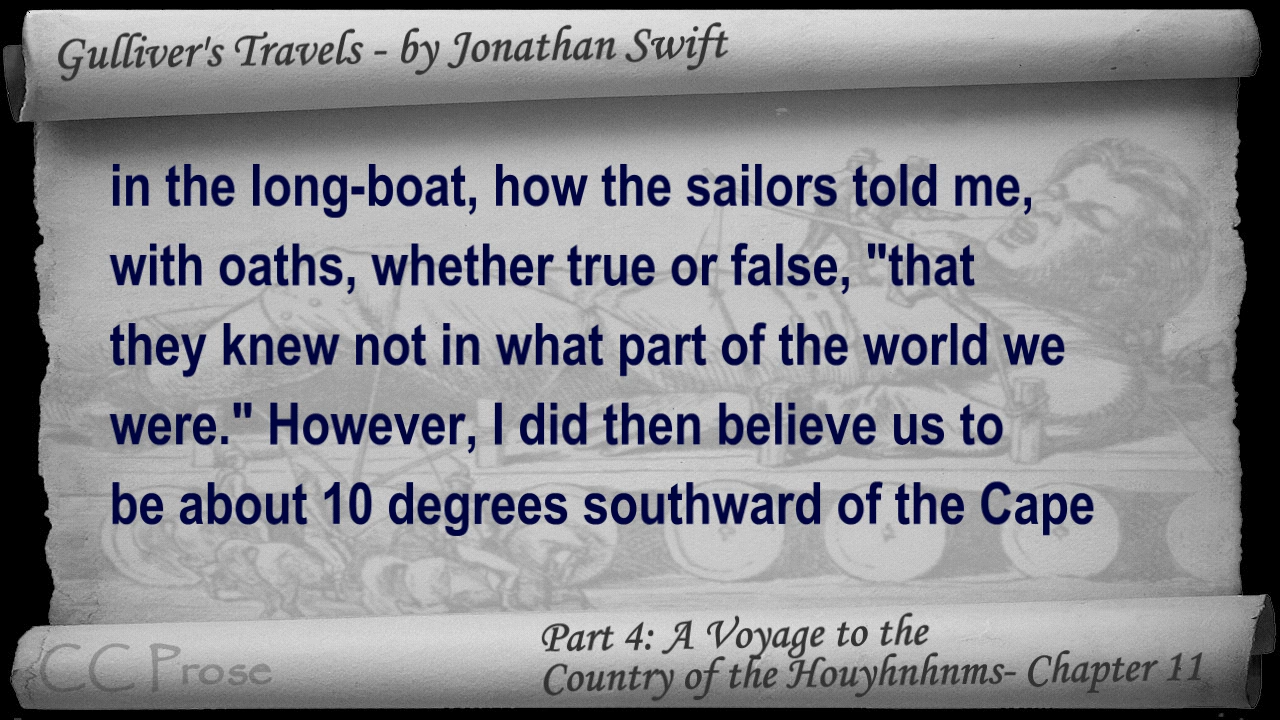 Gulliver's Travels - by Jonathan Swift
in the long-boat, how the sailors told me,
with oaths, whether true or false, "that
they knew not in what part of the world we
were." However, I did then believe us to
be about 10 degrees southward of the Cape
CC Prose
Part 4: A Voyage to the
Country of the Houyhnhnms- Chapter 11